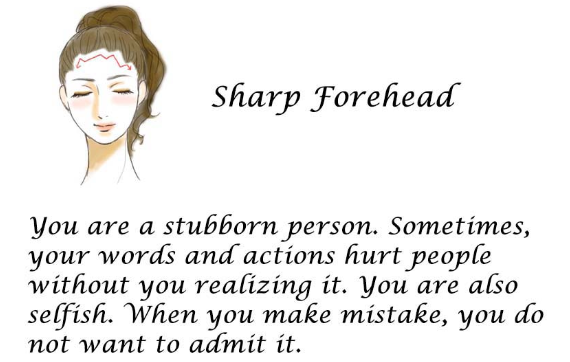 Sharp Forehead
You are a stubborn person. Sometimes,
your words and actions hurt people
without you realizing it. You are also
selfish. When you make mistake, you do
not want to admit it.